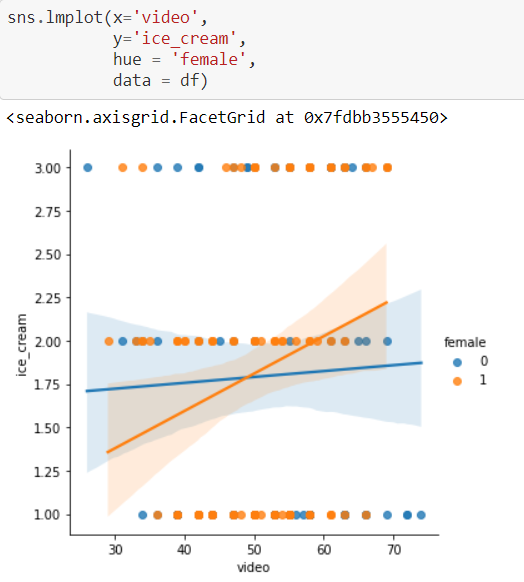 sns.lmplot(x='video',
y='ice_cream',
hue = 'female',
data = df)
<seaborn.axisgrid.FacetGrid at 0x7fdbb3555450>
3.00
2.75
2.50
2.25
2.00
1.75
1.50
1.25
1.00
ice_cream
30 40 50 60 70
video
female
0
1